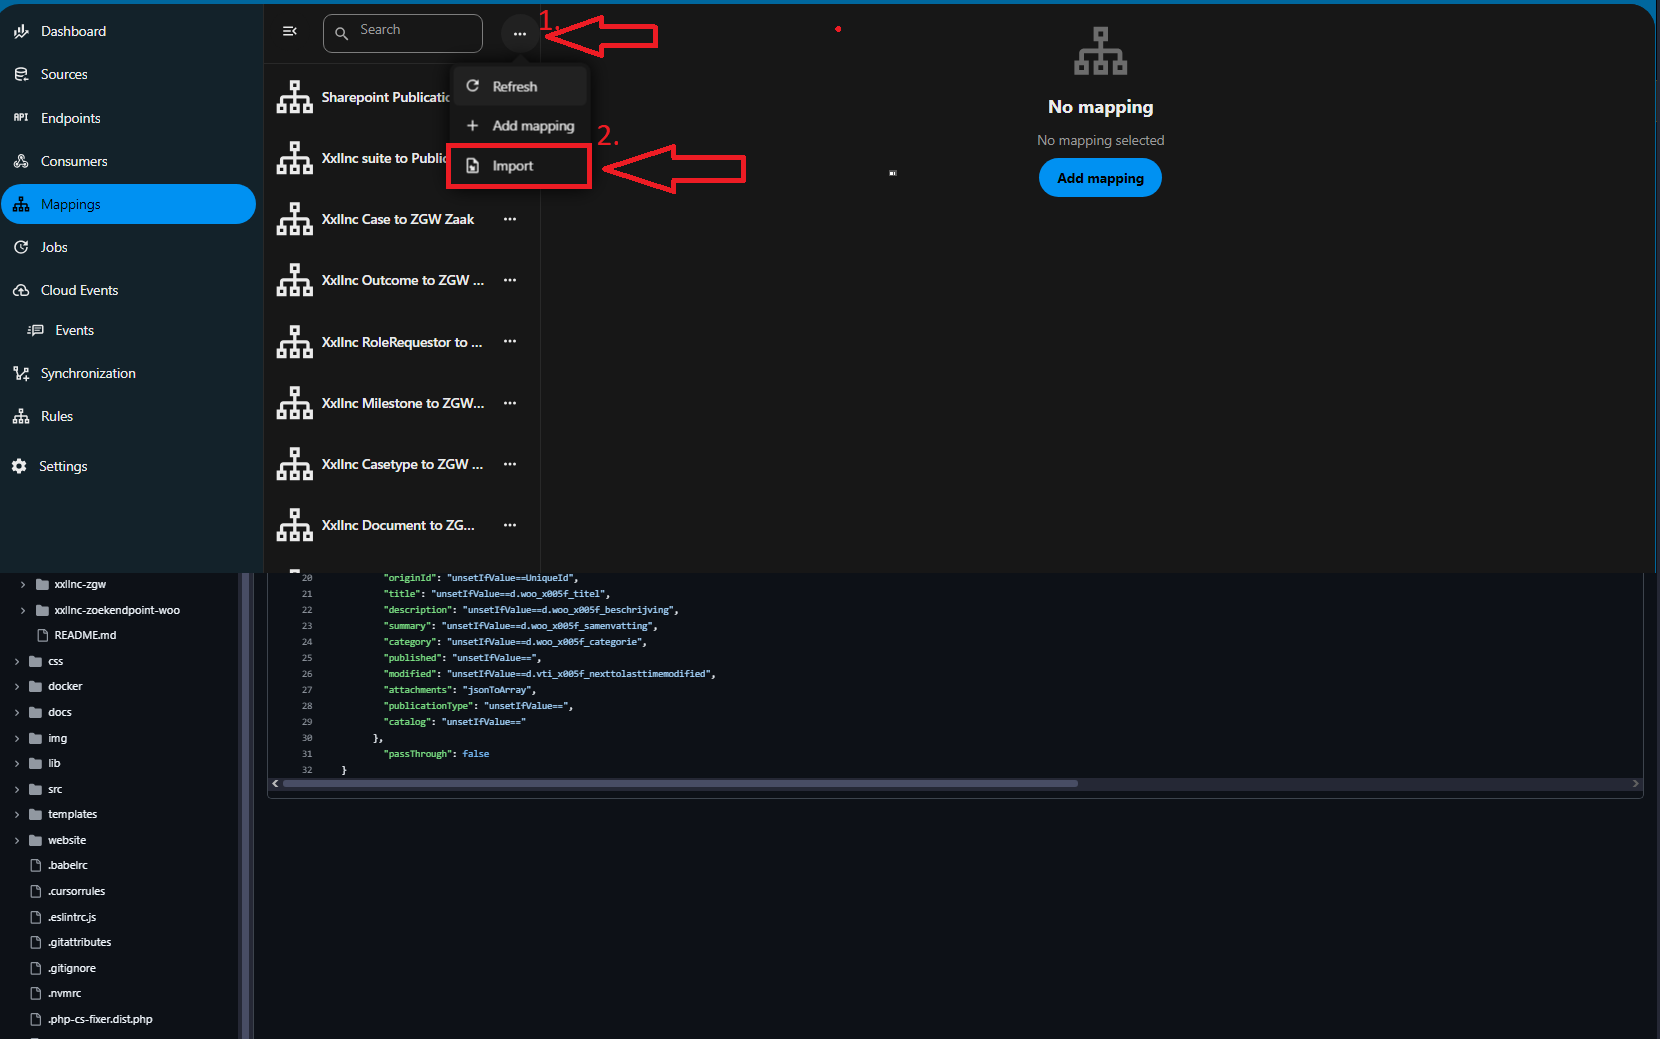 Dashboard
Sources
API Endpoints
Consumers
Mappings
Jobs
Cloud Events
Events
Synchronization
Rules
Settings
Search
1.
Refresh
Add mapping
2.
Import
Sharepoint Publicatio
Xxllnc suite to Public
Xxllnc Case to ZGW Zaak
Xxllnc Outcome to ZGW ...
Xxllnc RoleRequestor to ...
Xxllnc Milestone to ZGW...
Xxllnc Casetype to ZGW ...
Xxllnc Document to ZG...
No mapping
No mapping selected
Add mapping
xxllnc-zgw
xxllnc-zoekendpoint-woo
README.md
css
docker
docs
img
lib
src
templates
website
.babelrc
.cursorrules
.eslintrc.js
.gitattributes
.gitignore
.nvmrc
.php-cs-fixer.dist.php
20 "originId": "unsetIfValue==UniqueId",
21 "title": "unsetIfValue==d.woo_x005f_titel",
22 "description": "unsetIfValue==d.woo_x005f_beschrijving",
23 "summary": "unsetIfValue==d.woo_x005f_samenvatting",
24 "category": "unsetIfValue==d.woo_x005f_categorie",
25 "published": "unsetIfValue==",
26 "modified": "unsetIfValue==d.vti_x005f_nexttolasttimemodified",
27 "attachments": "jsonToArray",
28 "publicationType": "unsetIfValue==",
29 "catalog": "unsetIfValue=="
30 },
31 "passThrough": false
32 }